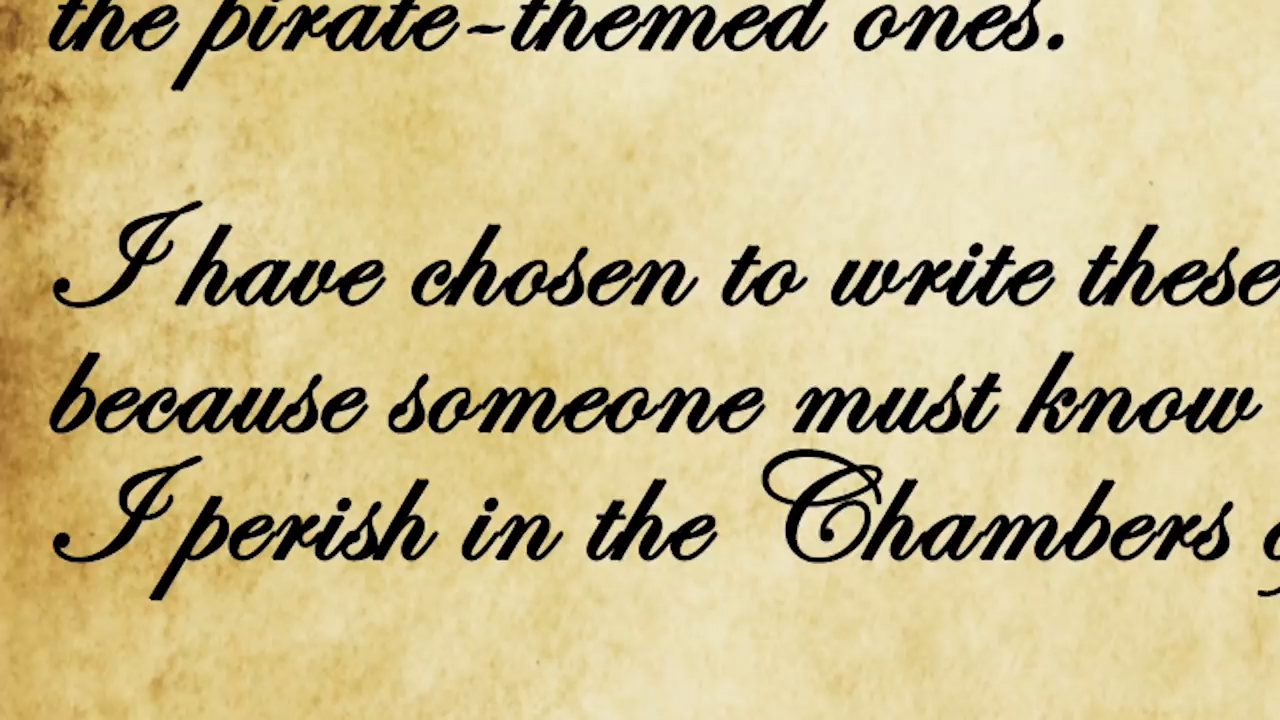 the pirate-themed ones.
I have chosen to write these
because someone must know
I perish in the Chambers